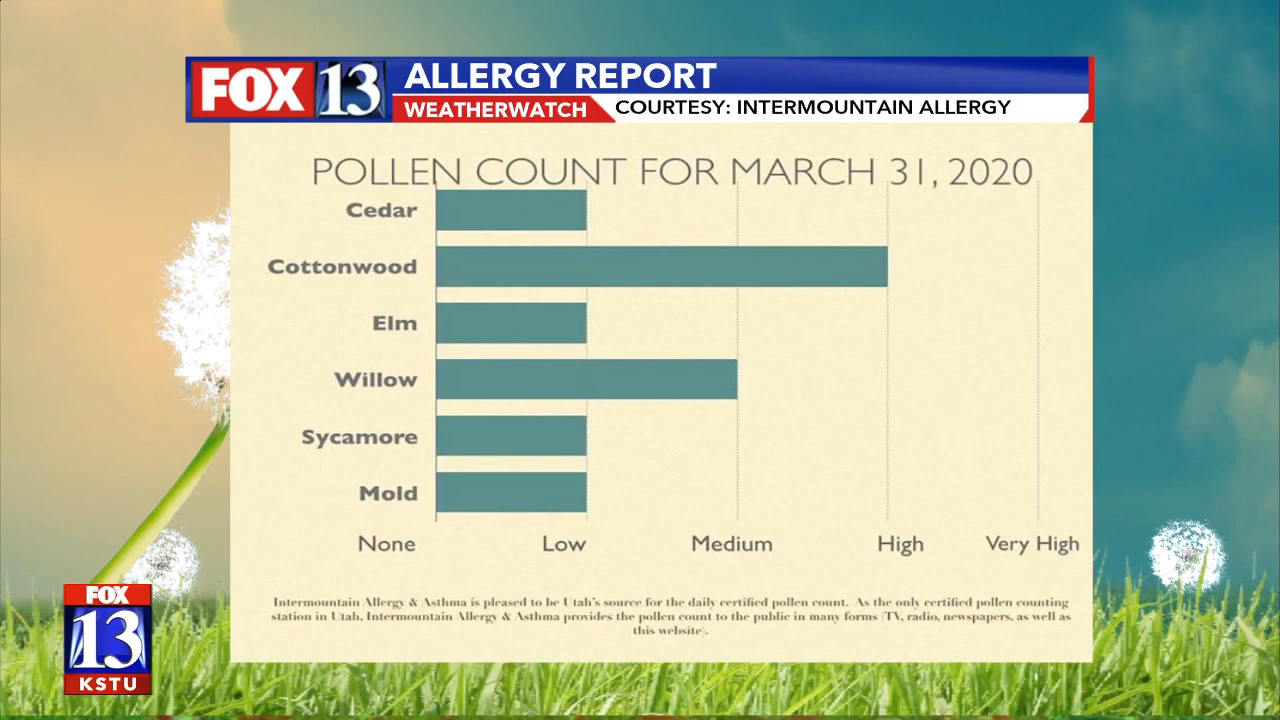 FOX 13 ALLERGY REPORT
WEATHERWATCH COURTESY: INTERMOUNTAIN ALLERGY
POLLEN COUNT FOR MARCH 31, 2020
Cedar
Cottonwood
Elm
Willow
Sycamore
Mold
None Low Medium High Very High
Intermountain Allergy & Asthma is pleased to be Utah's source for the daily certified pollen count. As the only certified pollen counting
station in Utah, Intermountain Allergy & Asthma provides the pollen count to the public in many forms (TV, radio, newspapers, as well as
this website).
FOX
13
KSTU